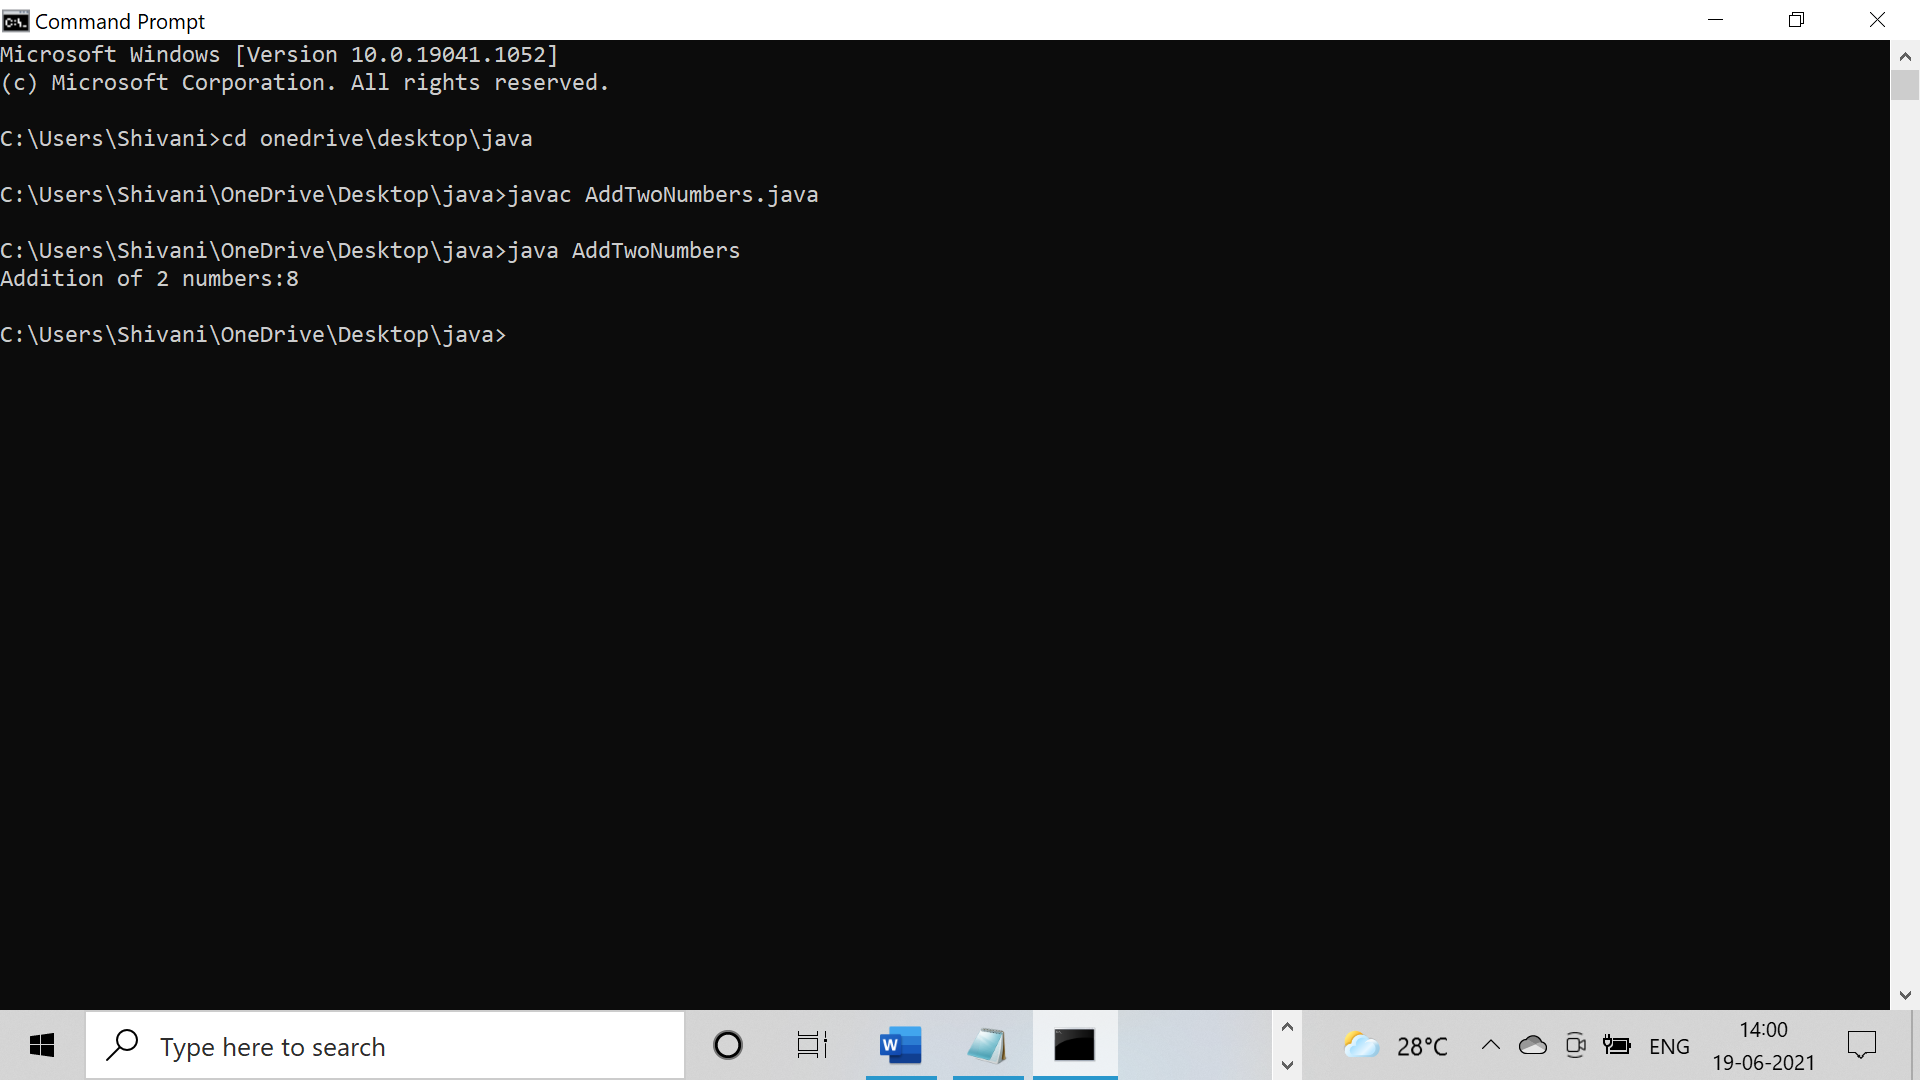 Command Prompt
Microsoft Windows [Version 10.0.19041.1052]
(c) Microsoft Corporation. All rights reserved.
C:\Users\Shivani>cd onedrive\desktop\java
C:\Users\Shivani\OneDrive\Desktop\java>javac AddTwoNumbers.java
C:\Users\Shivani\OneDrive\Desktop\java>java AddTwoNumbers
Addition of 2 numbers:8
C:\Users\Shivani\OneDrive\Desktop\java>
Type here to search
28°C
ENG
14:00
19-06-2021